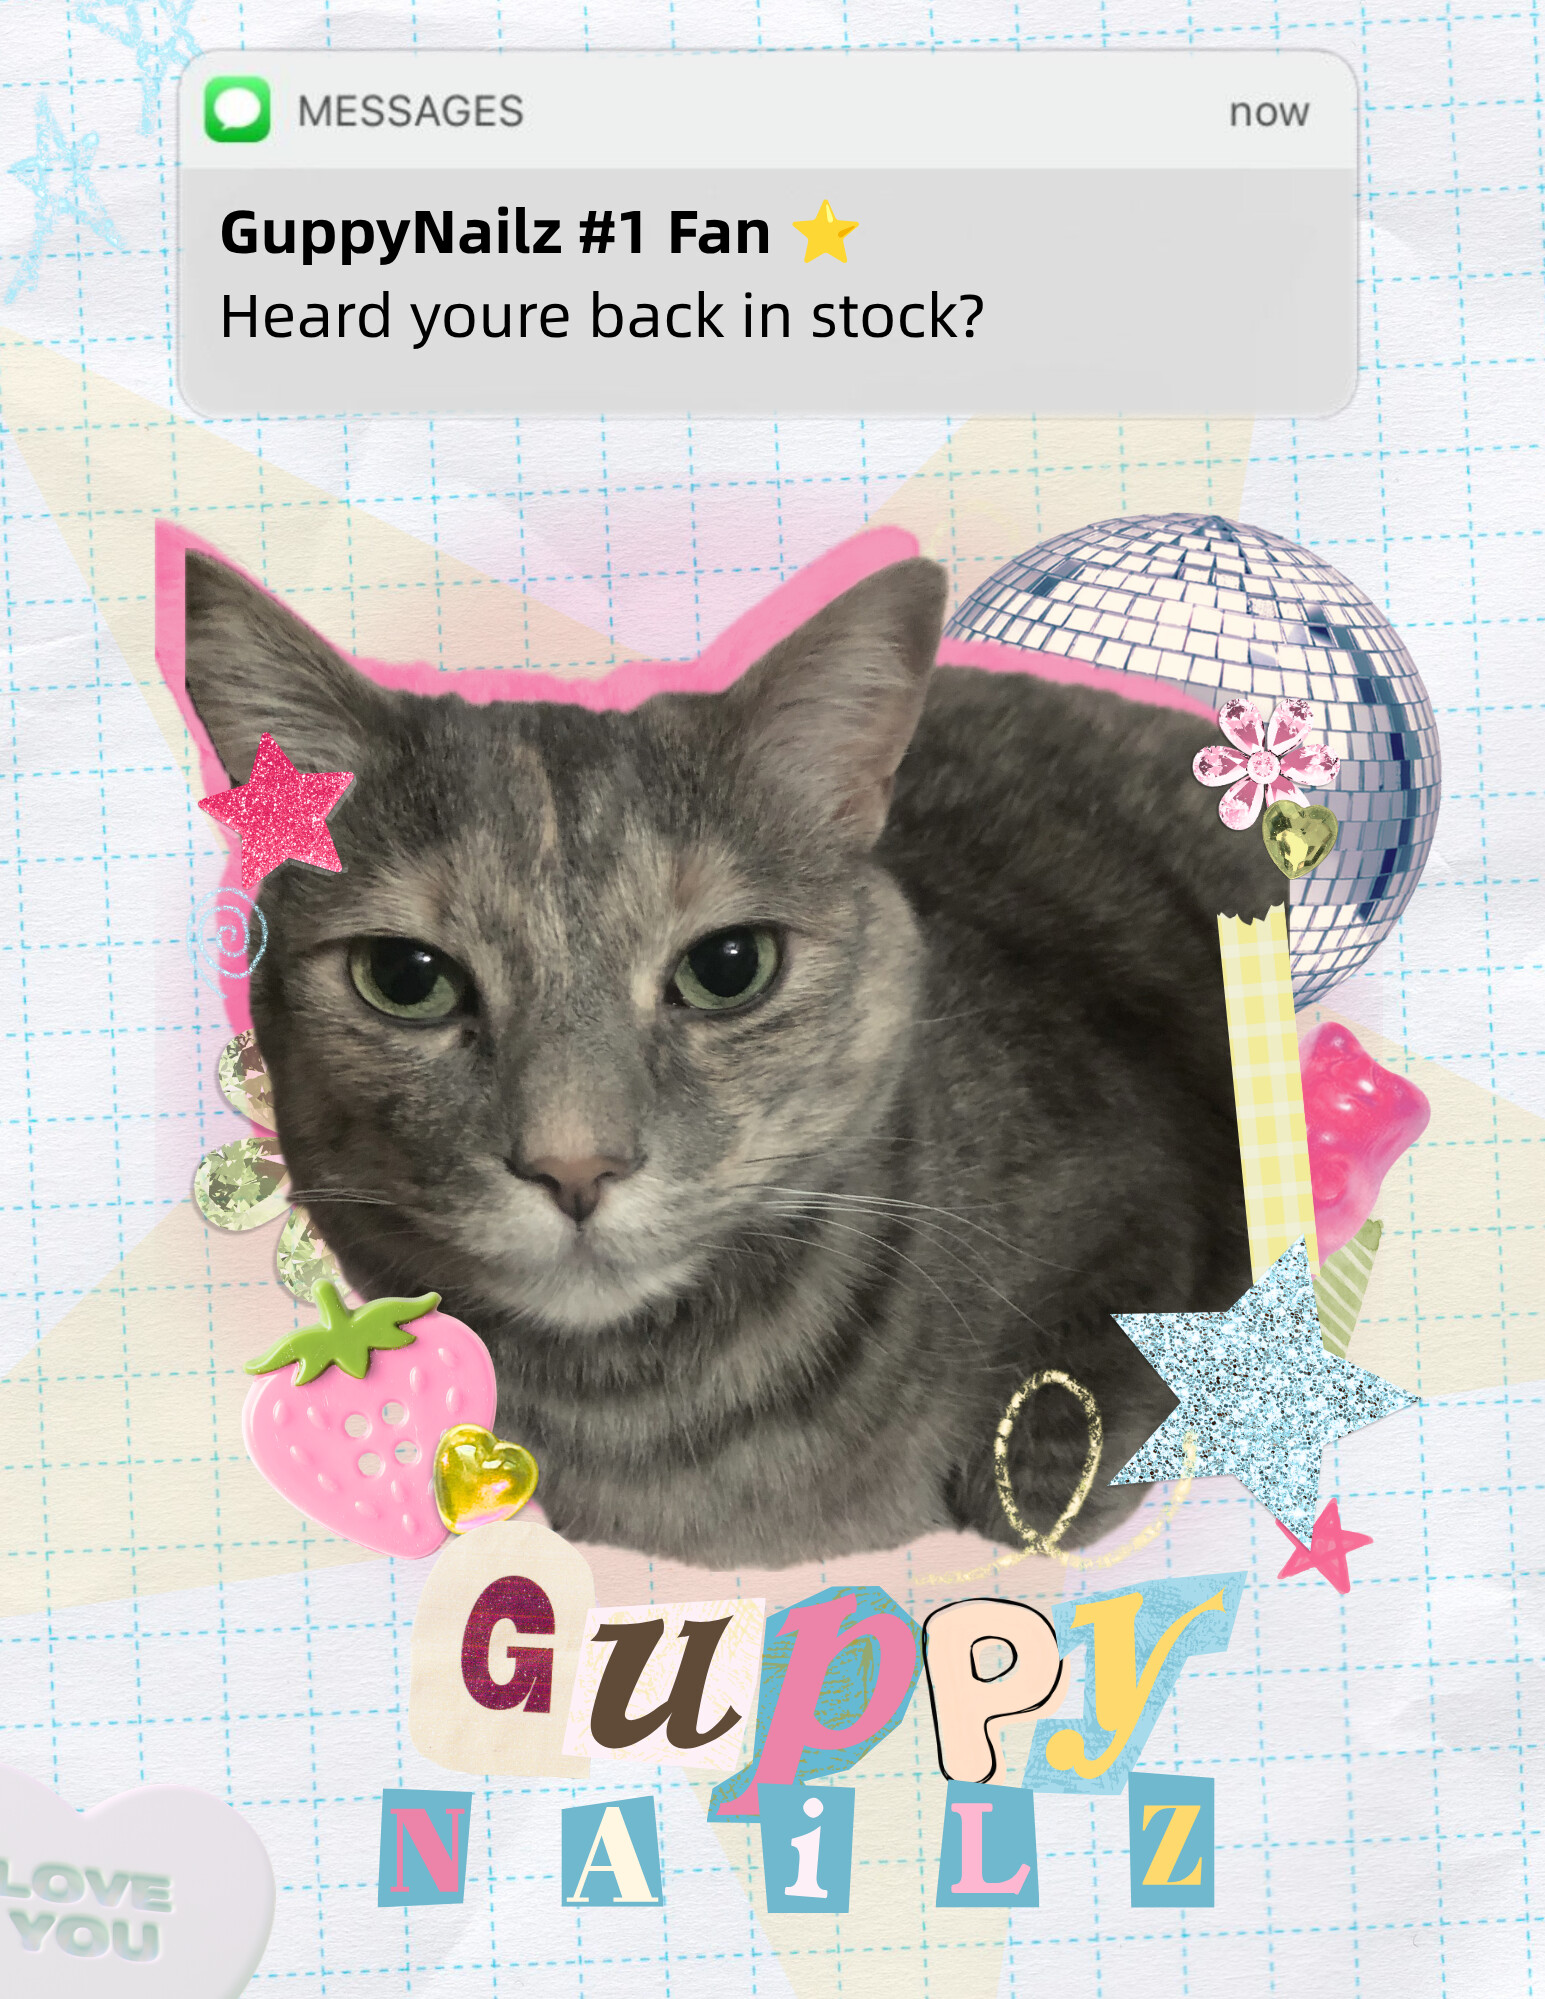 MESSAGES now
GuppyNailz #1 Fan ⭐
Heard youre back in stock?
Guppy
NAiLZ
LOVE
YOU